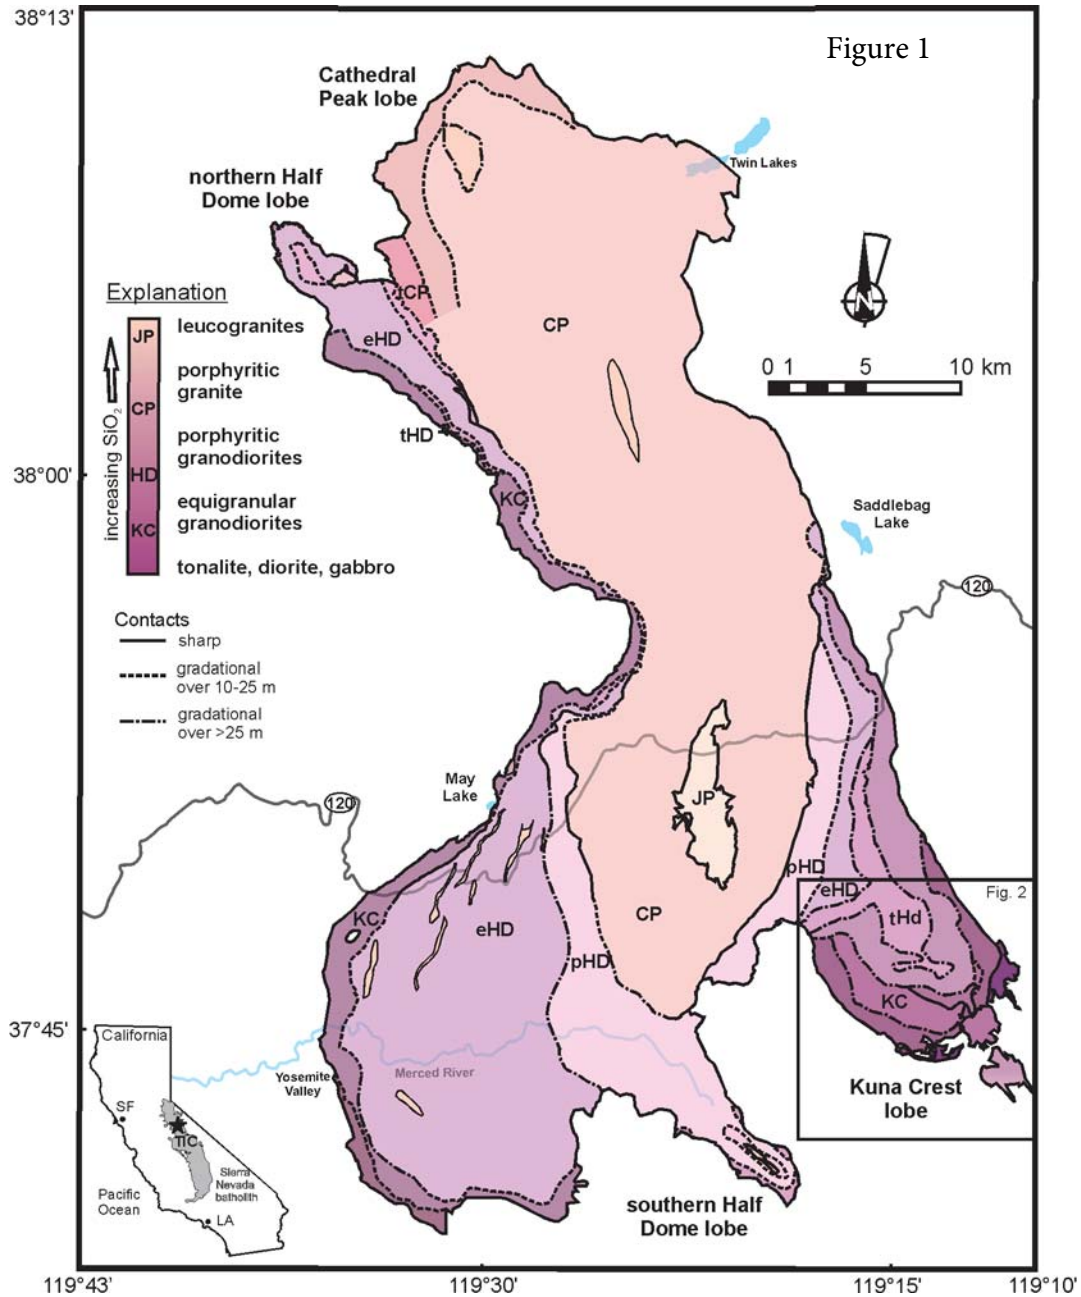 38°13'
Figure 1
Cathedral
Peak lobe
Twin Lakes
northern Half
Dome lobe
tCP
Explanation
JP
leucogranites
eHD
CP
N
porphyritic
granite
0 1 5 10 km
CP
increasing SiO2
tHD
porphyritic
granodiorites
HD
38°00'
KC
equigranular
granodiorites
KC
Saddlebag
Lake
tonalite, diorite, gabbro
120
Contacts
sharp
gradational
over 10-25 m
gradational
over >25 m
May
Lake
120
JP
pHD
eHD
Fig. 2
KC
eHD
CP
tHd
pHD
KC
37°45'
California
Yosemite
Valley
Merced River
Kuna Crest
lobe
SF
TIC
Sierra
Nevada
batholith
Pacific
Ocean
LA
southern Half
Dome lobe
119°43'
119°30'
119°15'
119°10'